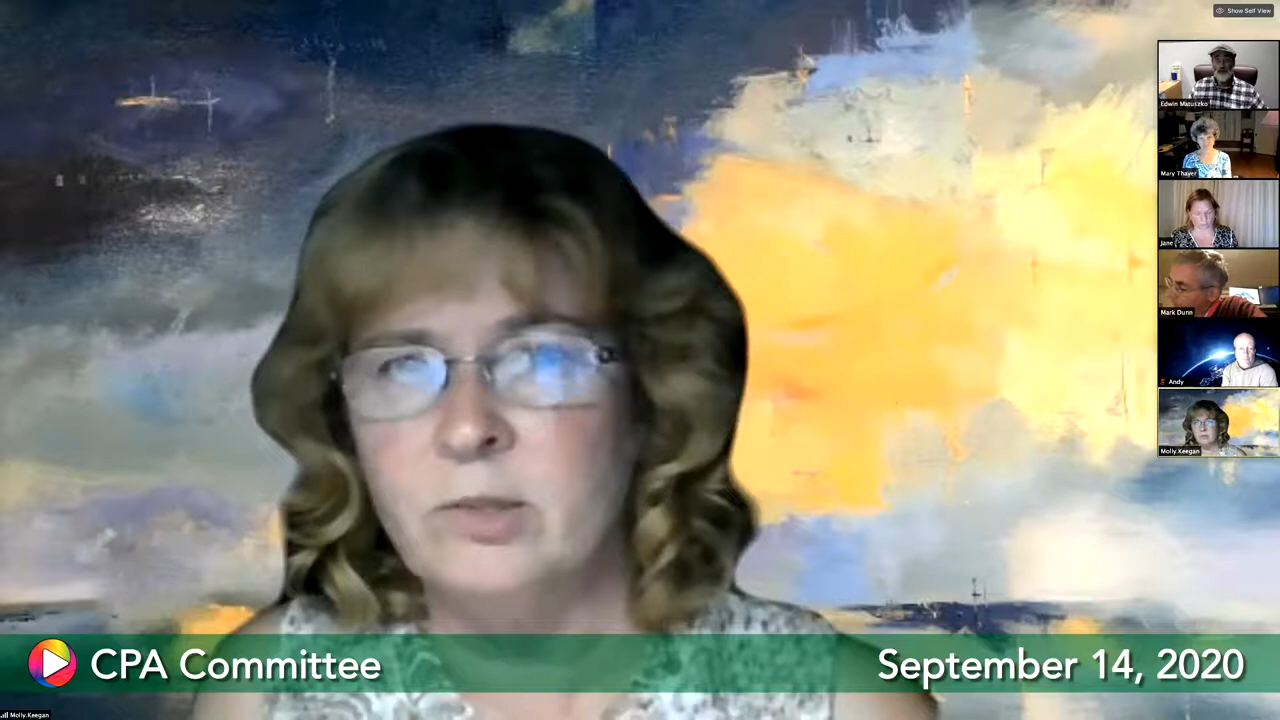 Show Self View
Edwin Matuszko
Mary Thayer
Jane
Mark Dunn
Andy
Molly.Keegan
CPA Committee
September 14, 2020
Molly.Keegan